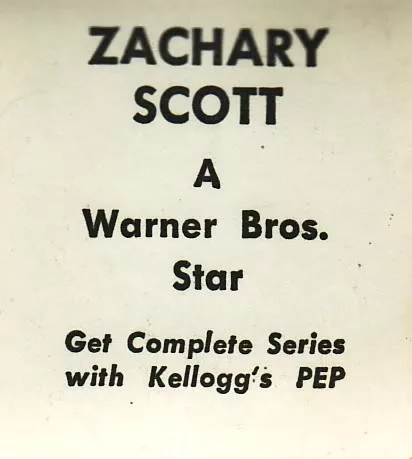 ZACHARY
SCOTT
A
Warner Bros.
Star
Get Complete Series
with Kellogg's PEP